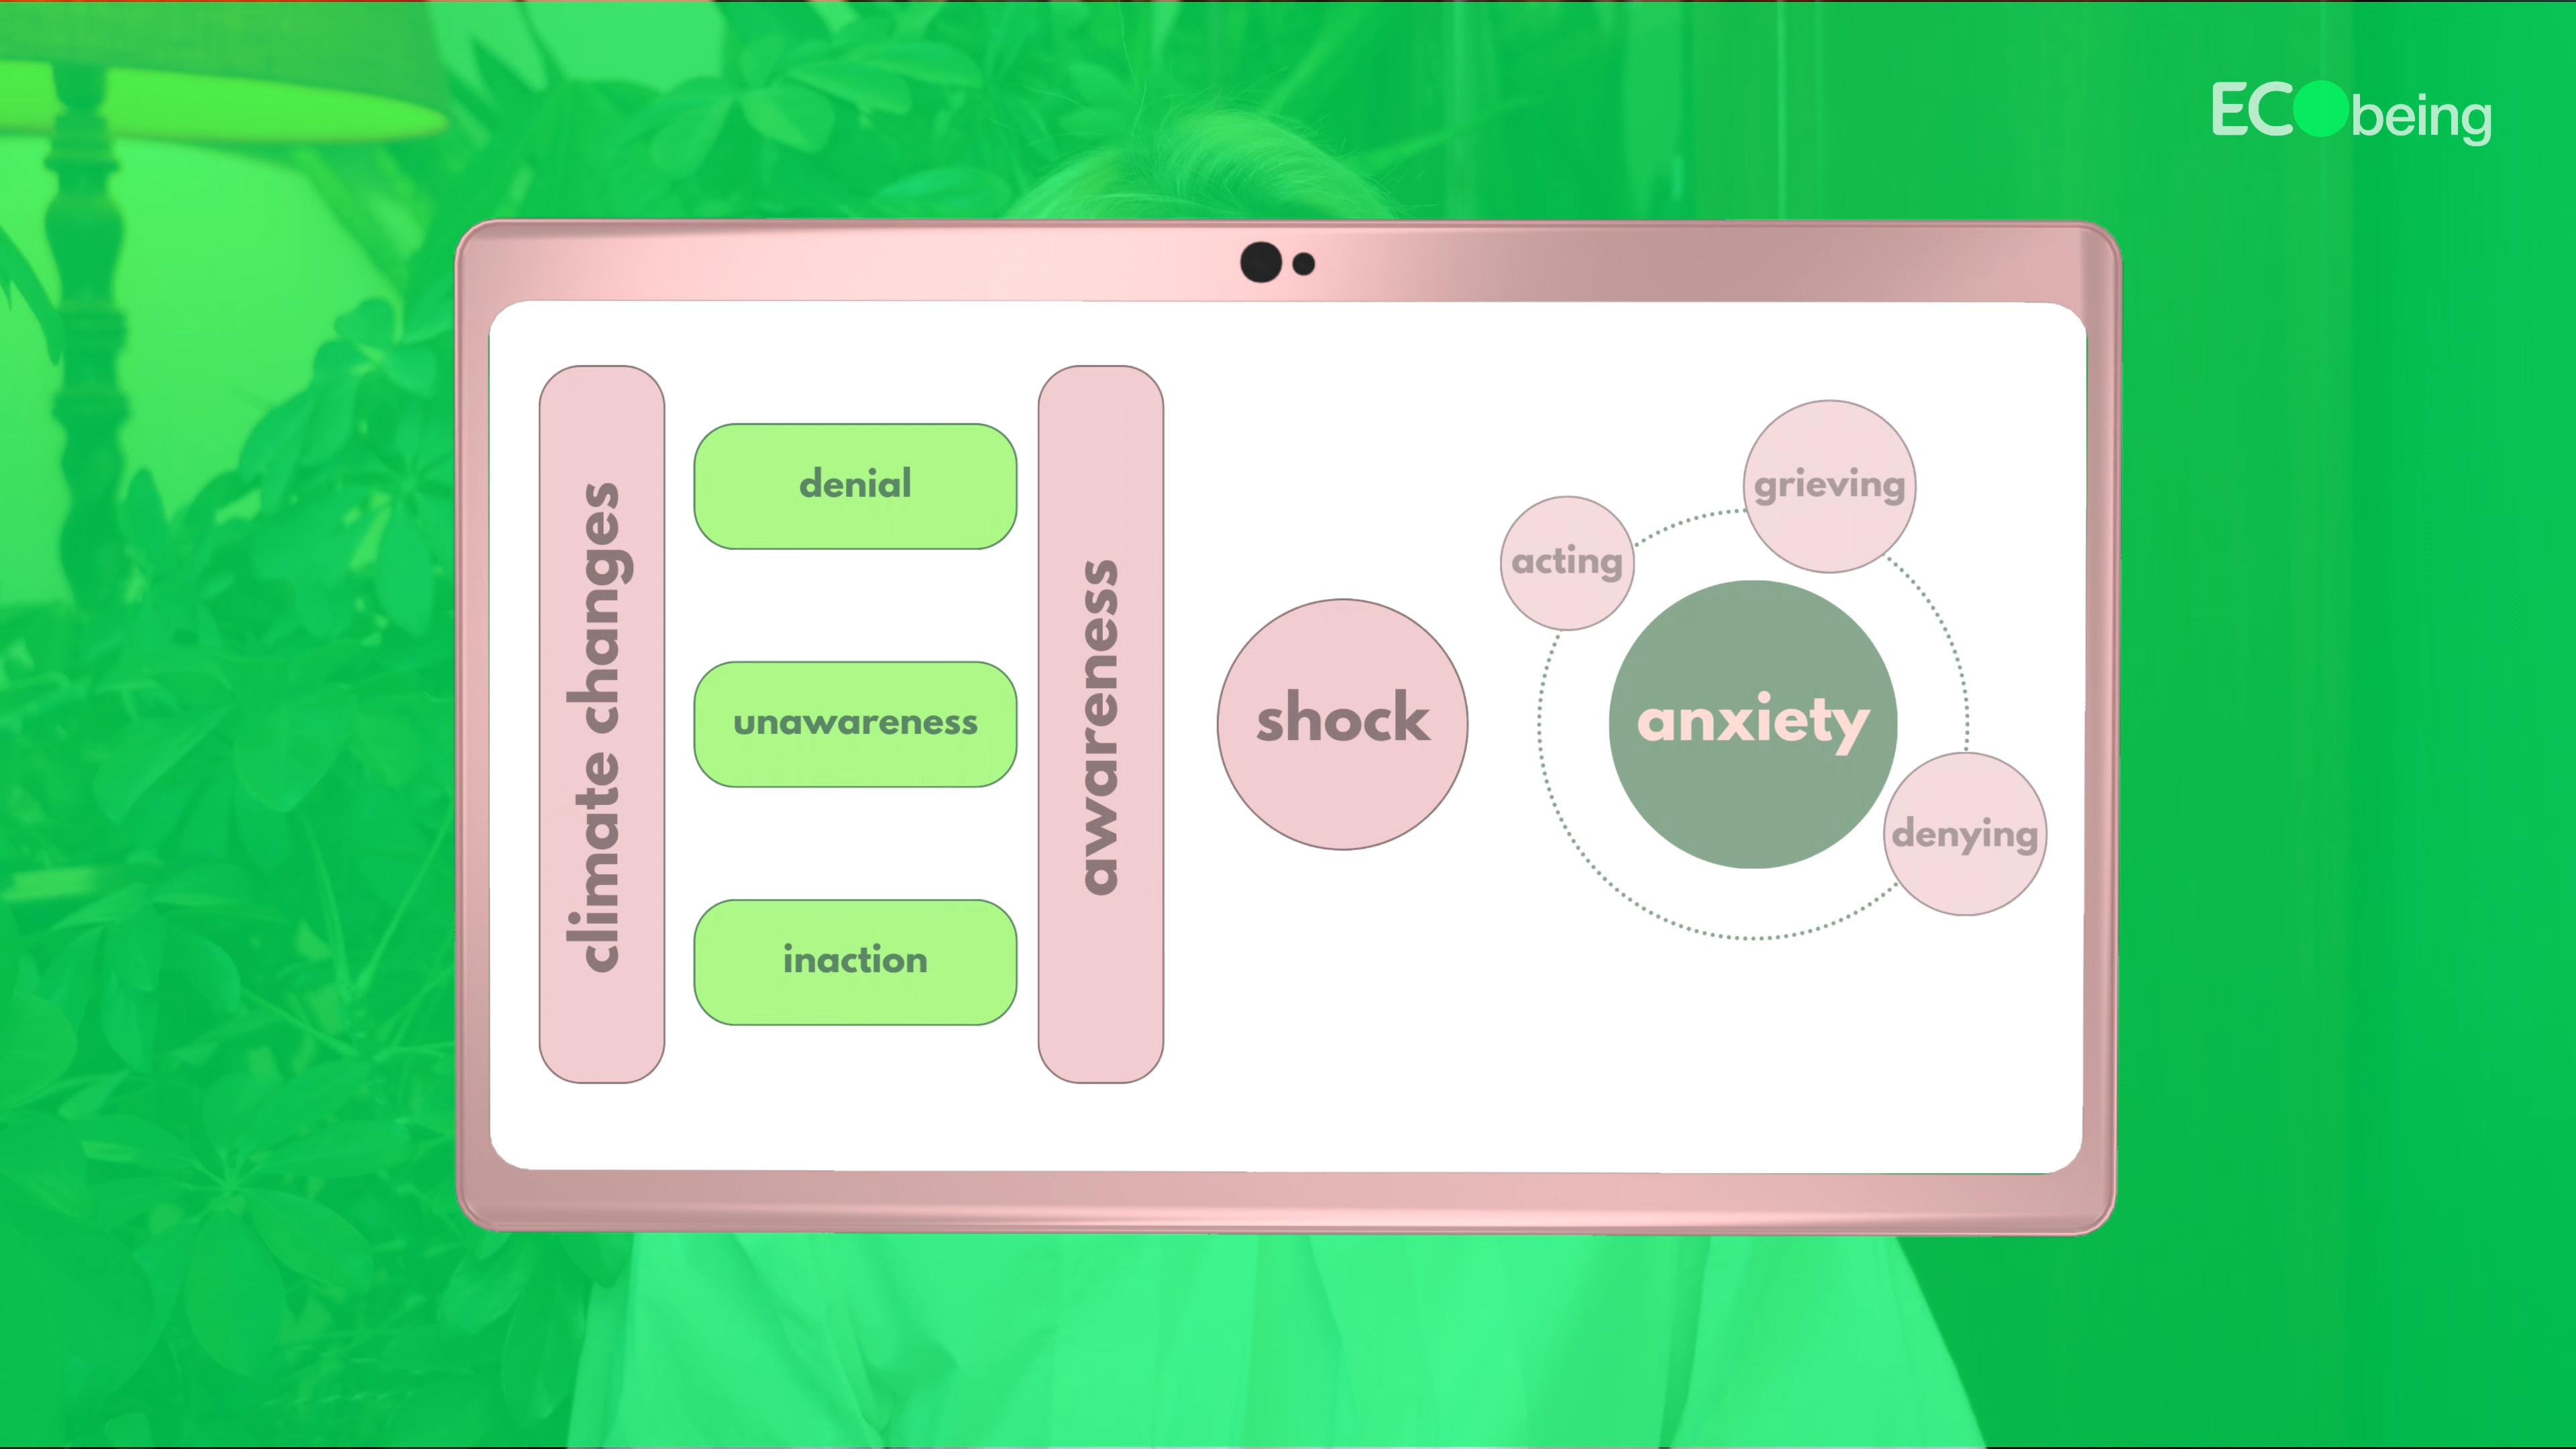 ECObeing
climate changes
denial
unawareness
inaction
awareness
shock
acting
grieving
anxiety
denying